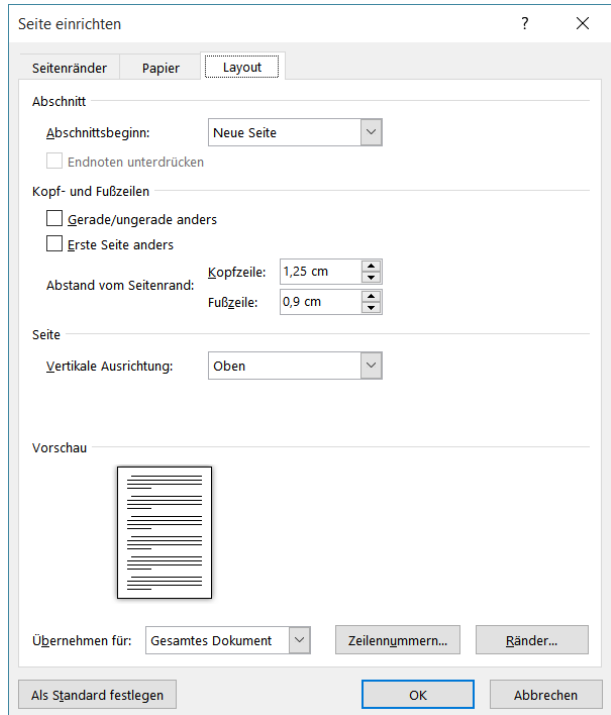 Seite einrichten ?
Seitenränder Papier Layout
Abschnitt
Abschnittsbeginn: Neue Seite
Endnoten unterdrücken
Kopf- und Fußzeilen
Gerade/ungerade anders
Erste Seite anders
Kopfzeile: 1,25 cm
Abstand vom Seitenrand:
Fußzeile: 0,9 cm
Seite
Vertikale Ausrichtung: Oben
Vorschau
Übernehmen für: Gesamtes Dokument Zeilennummern... Ränder...
Als Standard festlegen OK Abbrechen